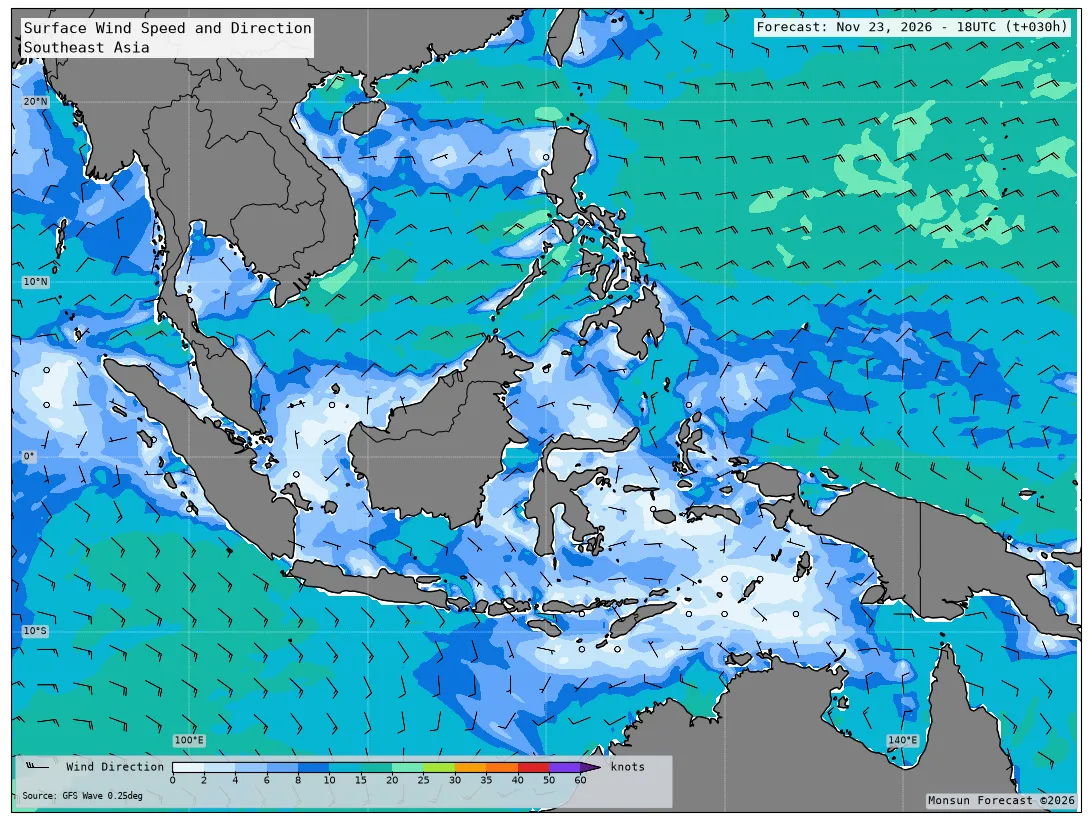 Surface Wind Speed and Direction
Southeast Asia
Forecast: Nov 23, 2026 - 18UTC (t+030h)
20°N
10°N
0°
10°S
100°E
140°E
Wind Direction
0 2 4 6 8 10 15 20 25 30 35 40 50 60
knots
Source: GFS Wave 0.25deg
Monsun Forecast ©2026